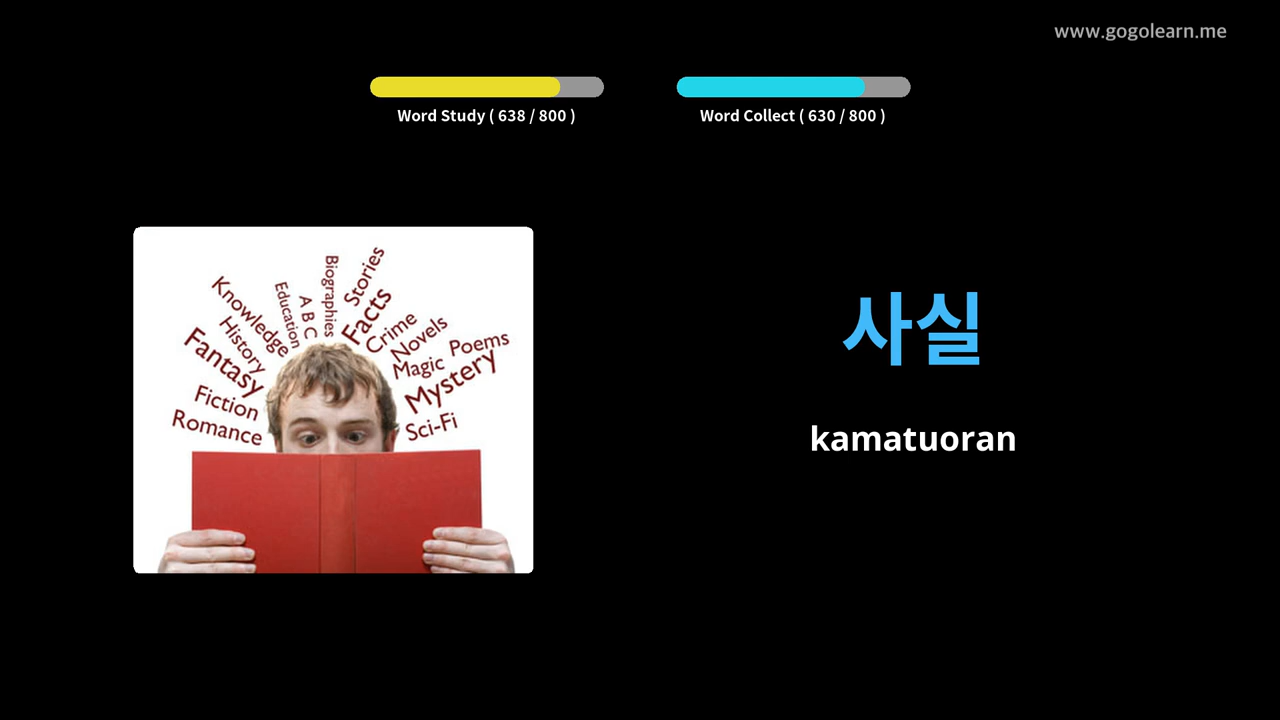 www.gogolearn.me
Word Study ( 638 / 800 )
Word Collect ( 630 / 800 )
Romance
Fiction
Fantasy
History
Knowledge
Education
A B C
Biographies
Stories
Facts
Crime
Novels
Magic
Poems
Mystery
Sci-Fi
사실
kamatuoran